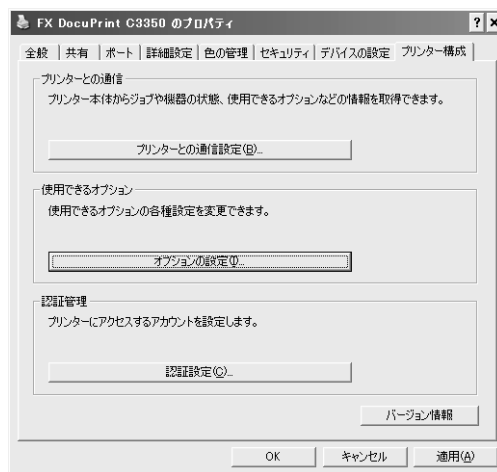 FX DocuPrint C3350 のプロパティ
全般 共有 ポート 詳細設定 色の管理 セキュリティ デバイスの設定 プリンター構成
プリンターとの通信
プリンター本体からジョブや機器の状態、使用できるオプションなどの情報を取得できます。
プリンターとの通信設定(B)...
使用できるオプション
使用できるオプションの各種設定を変更できます。
オプションの設定(I)...
認証管理
プリンターにアクセスするアカウントを設定します。
認証設定(C)...
バージョン情報
OK キャンセル 適用(A)